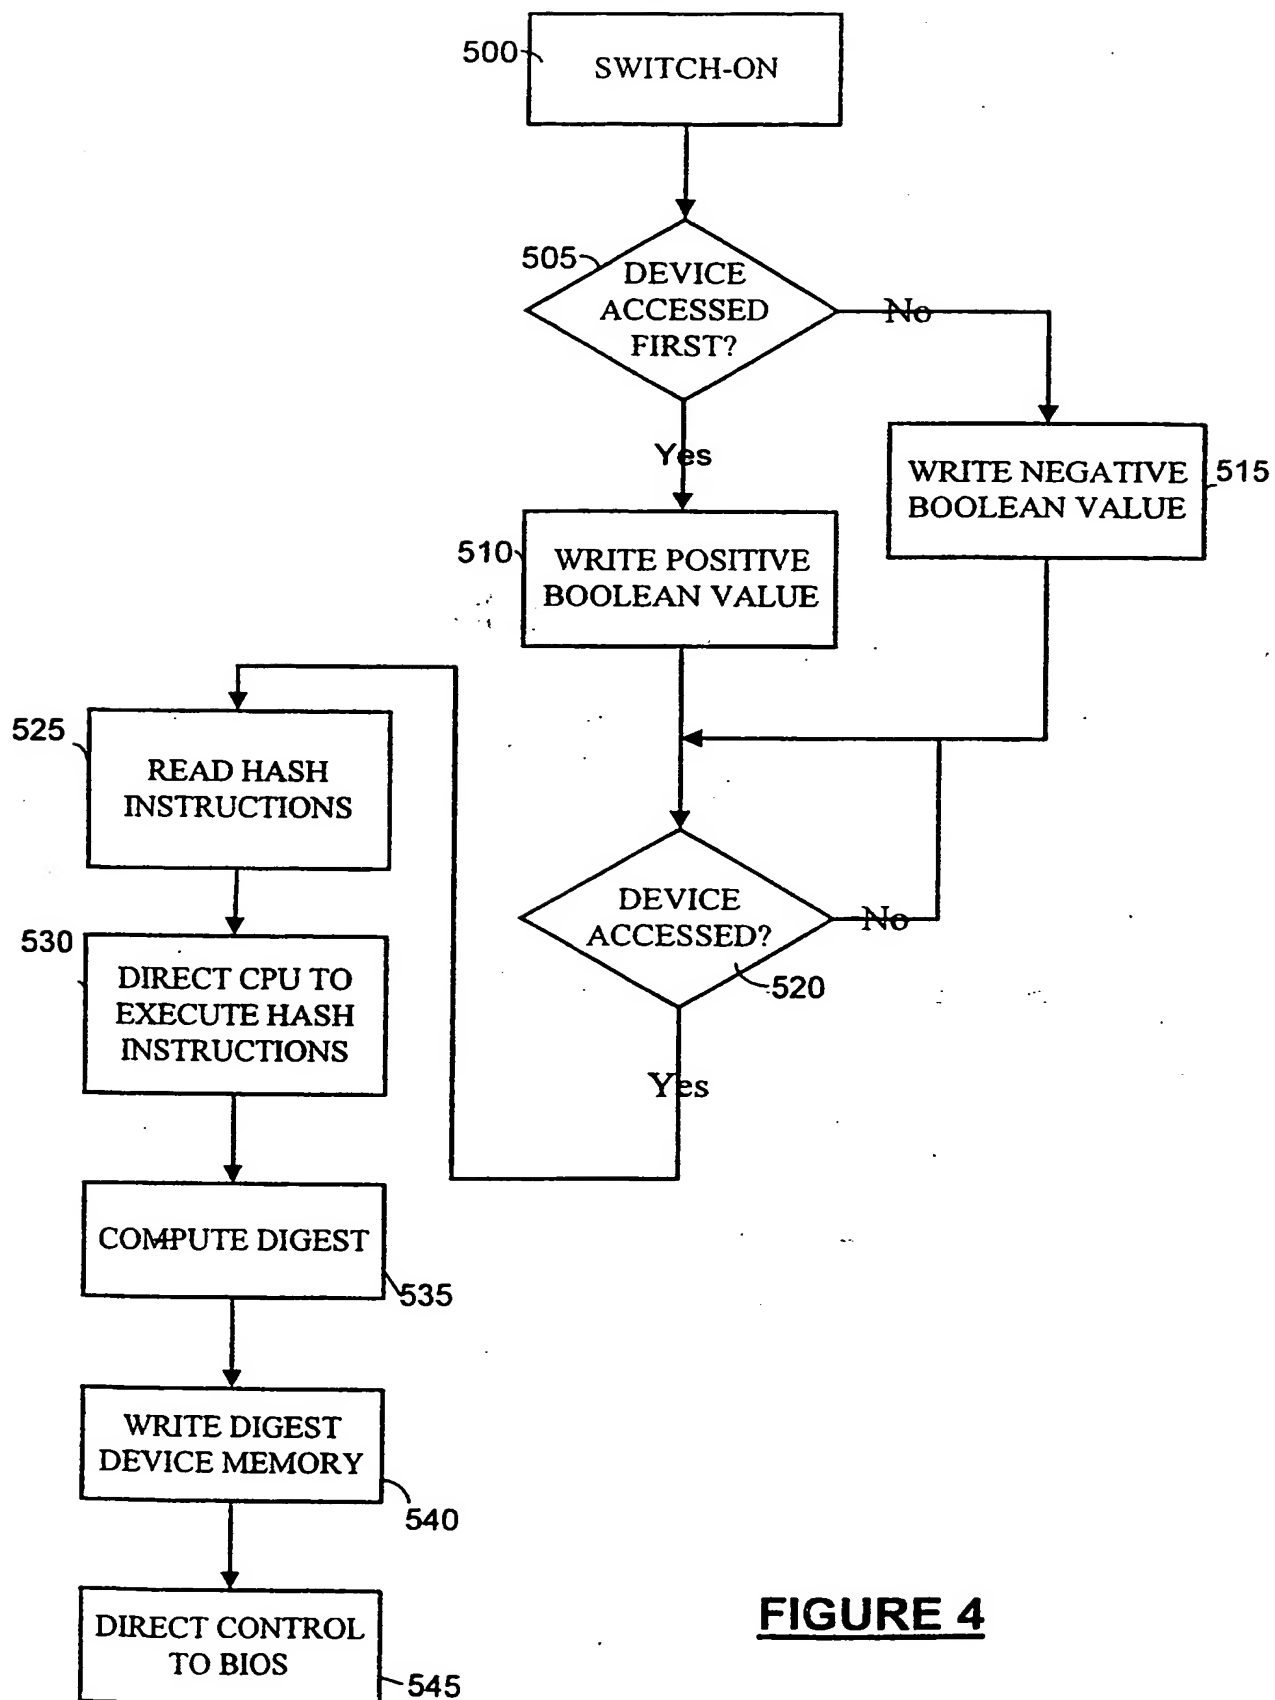 500
SWITCH-ON
505
DEVICE
ACCESSED
FIRST?
No
Yes
WRITE NEGATIVE
BOOLEAN VALUE
515
510
WRITE POSITIVE
BOOLEAN VALUE
525
READ HASH
INSTRUCTIONS
DEVICE
ACCESSED?
No
520
Yes
530
DIRECT CPU TO
EXECUTE HASH
INSTRUCTIONS
COMPUTE DIGEST
535
WRITE DIGEST
DEVICE MEMORY
540
DIRECT CONTROL
TO BIOS
545
FIGURE 4